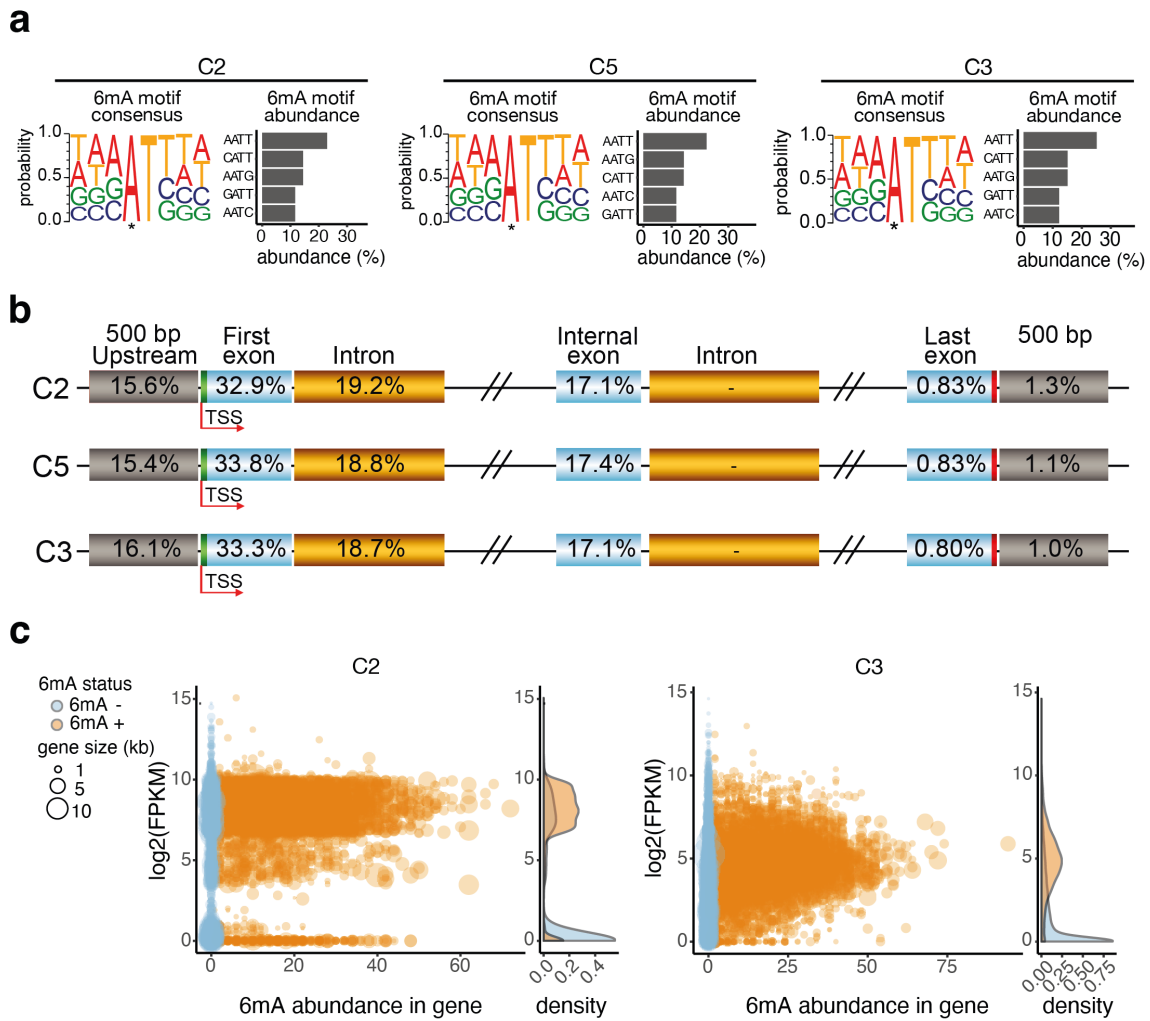 a
C2
C5
C3
6mA motif
consensus
6mA motif
abundance
6mA motif
consensus
6mA motif
abundance
6mA motif
consensus
6mA motif
abundance
probability
1.0
0.5
0.0
*
AATT
CATT
AATG
GATT
AATC
0 10 20 30
abundance (%)
probability
1.0
0.5
0.0
*
AATT
AATG
CATT
AATC
GATT
0 10 20 30
abundance (%)
probability
1.0
0.5
0.0
*
AATT
CATT
AATG
GATT
AATC
0 10 20 30
abundance (%)
b
500 bp
Upstream
First
exon
Intron
Internal
exon
Intron
Last
exon
500 bp
C2 15.6% 32.9% 19.2% // 17.1% - // 0.83% 1.3%
TSS
C5 15.4% 33.8% 18.8% // 17.4% - // 0.83% 1.1%
TSS
C3 16.1% 33.3% 18.7% // 17.1% - // 0.80% 1.0%
TSS
c
6mA status
6mA -
6mA +
gene size (kb)
1
5
10
C2
log2(FPKM)
15
10
5
0
0 20 40 60
6mA abundance in gene
15
10
5
0
0.0 0.2 0.4
density
C3
log2(FPKM)
15
10
5
0
0 25 50 75
6mA abundance in gene
15
10
5
0
0.00 0.25 0.50 0.75
density